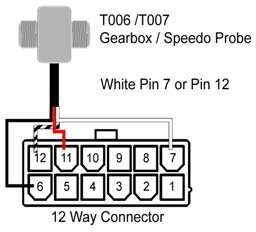 T006 /T007
Gearbox / Speedo Probe
White Pin 7 or Pin 12
12 11 10 9 8 7
6 5 4 3 2 1
12 Way Connector